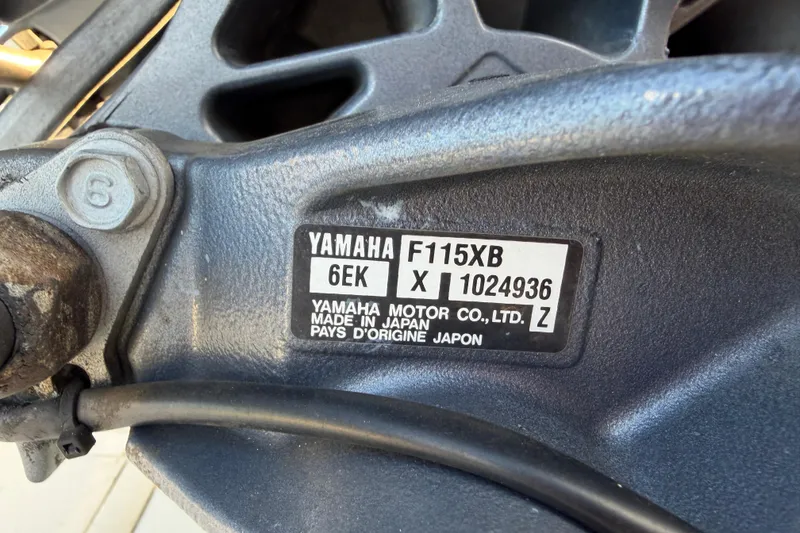 6
YAMAHA F115XB
6EK X 1024936
YAMAHA MOTOR CO., LTD. Z
MADE IN JAPAN
PAYS D'ORIGINE JAPON